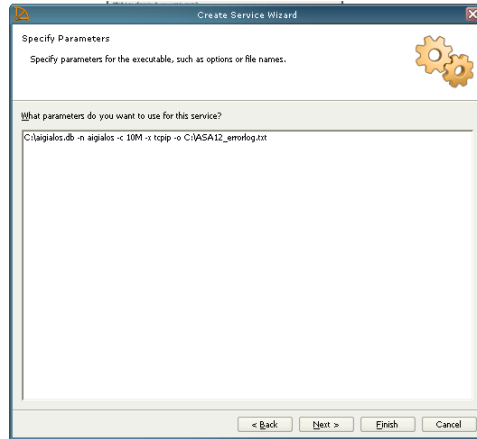 Create Service Wizard
Specify Parameters
Specify parameters for the executable, such as options or file names.
What parameters do you want to use for this service?
C:\aigialos.db -n aigialos -c 10M -x tcpip -o C:\ASA12_errorlog.txt
< Back Next > Finish Cancel